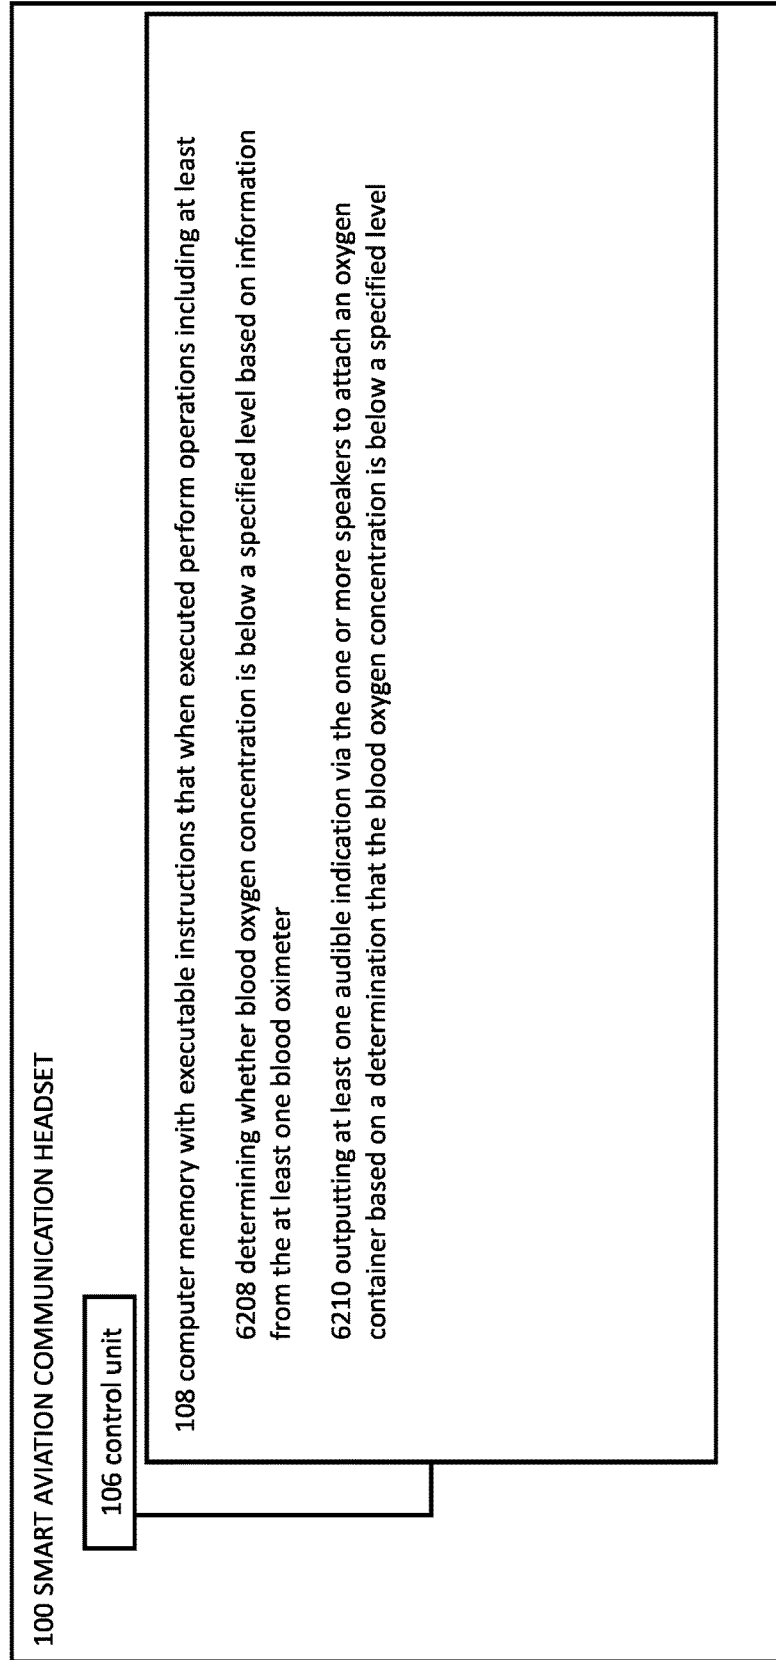 100 SMART AVIATION COMMUNICATION HEADSET
106 control unit
108 computer memory with executable instructions that when executed perform operations including at least
6208 determining whether blood oxygen concentration is below a specified level based on information
from the at least one blood oximeter
6210 outputting at least one audible indication via the one or more speakers to attach an oxygen
container based on a determination that the blood oxygen concentration is below a specified level